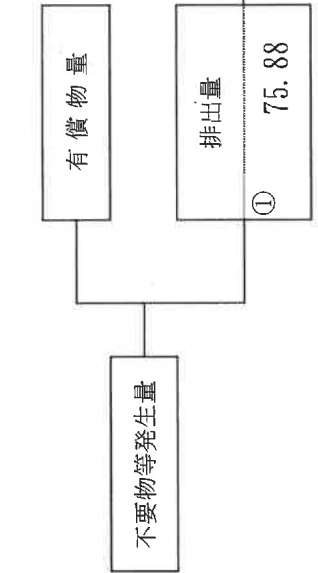 不要物等発生量
有償物量
排出量
①
75.88